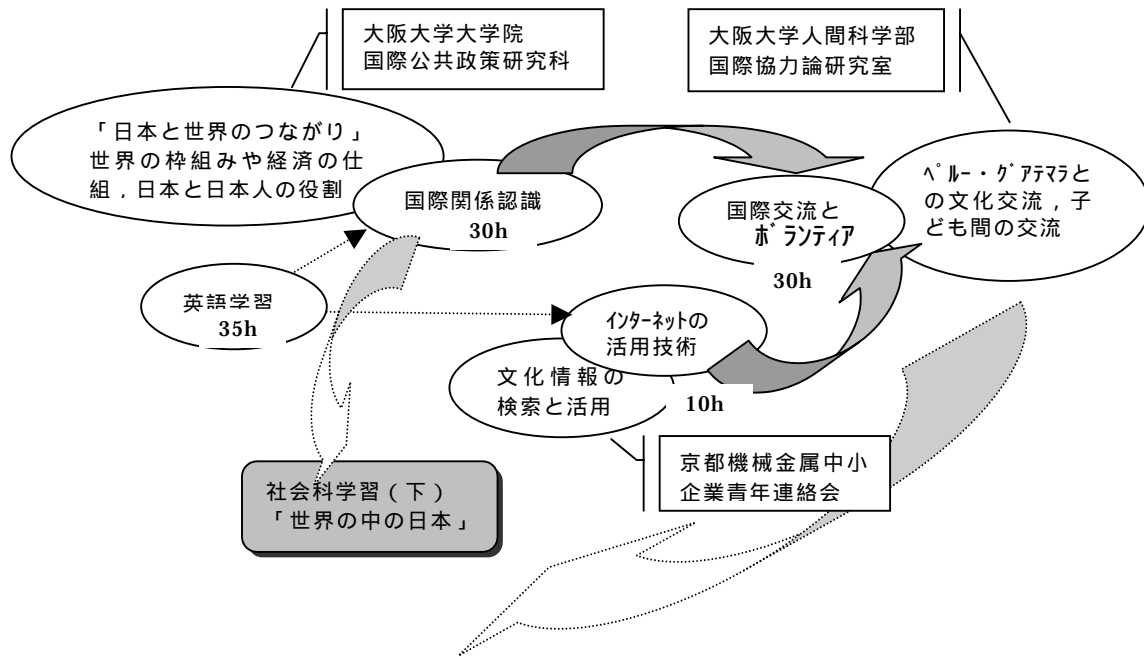 大阪大学大学院
国際公共政策研究科
大阪大学人間科学部
国際協力論研究室
「日本と世界のつながり」
世界の枠組みや経済の仕
組，日本と日本人の役割
国際関係認識
30h
国際交流と
ﾎﾞﾗﾝﾃｨｱ
30h
ﾍﾟﾙｰ・ｸﾞｱﾃﾏﾗと
の文化交流，子
ども間の交流
英語学習
35h
ｲﾝﾀｰﾈｯﾄの
活用技術
10h
文化情報の
検索と活用
京都機械金属中小
企業青年連絡会
社会科学習（下）
「世界の中の日本」